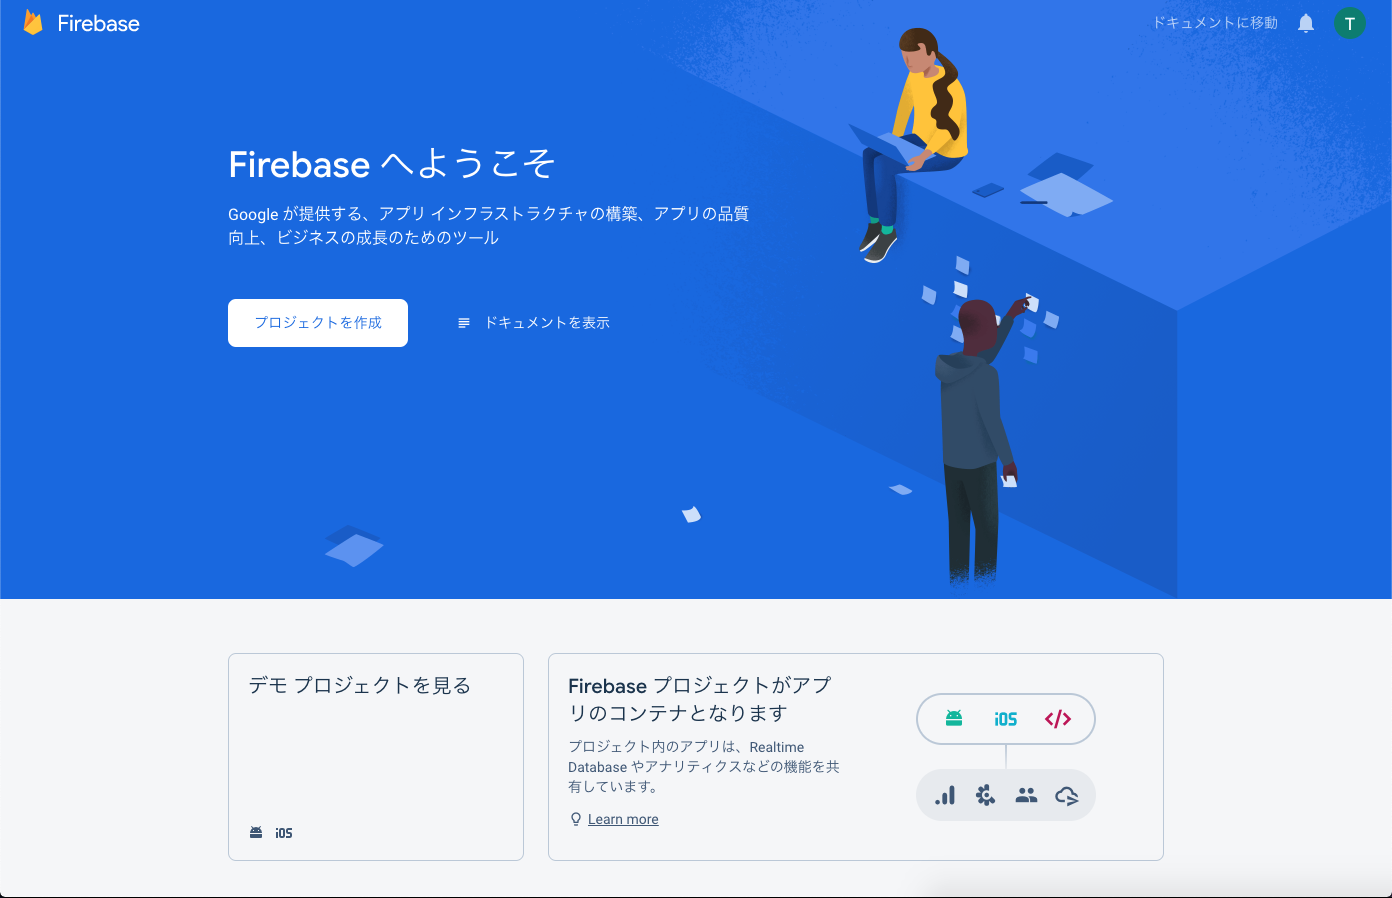 Firebase
ドキュメントに移動
T
Firebase へようこそ
Google が提供する、アプリ インフラストラクチャの構築、アプリの品質
向上、ビジネスの成長のためのツール
プロジェクトを作成
ドキュメントを表示
デモ プロジェクトを見る
iOS
Firebase プロジェクトがアプ
リのコンテナとなります
プロジェクト内のアプリは、Realtime
Database やアナリティクスなどの機能を共
有しています。
Learn more
iOS </>